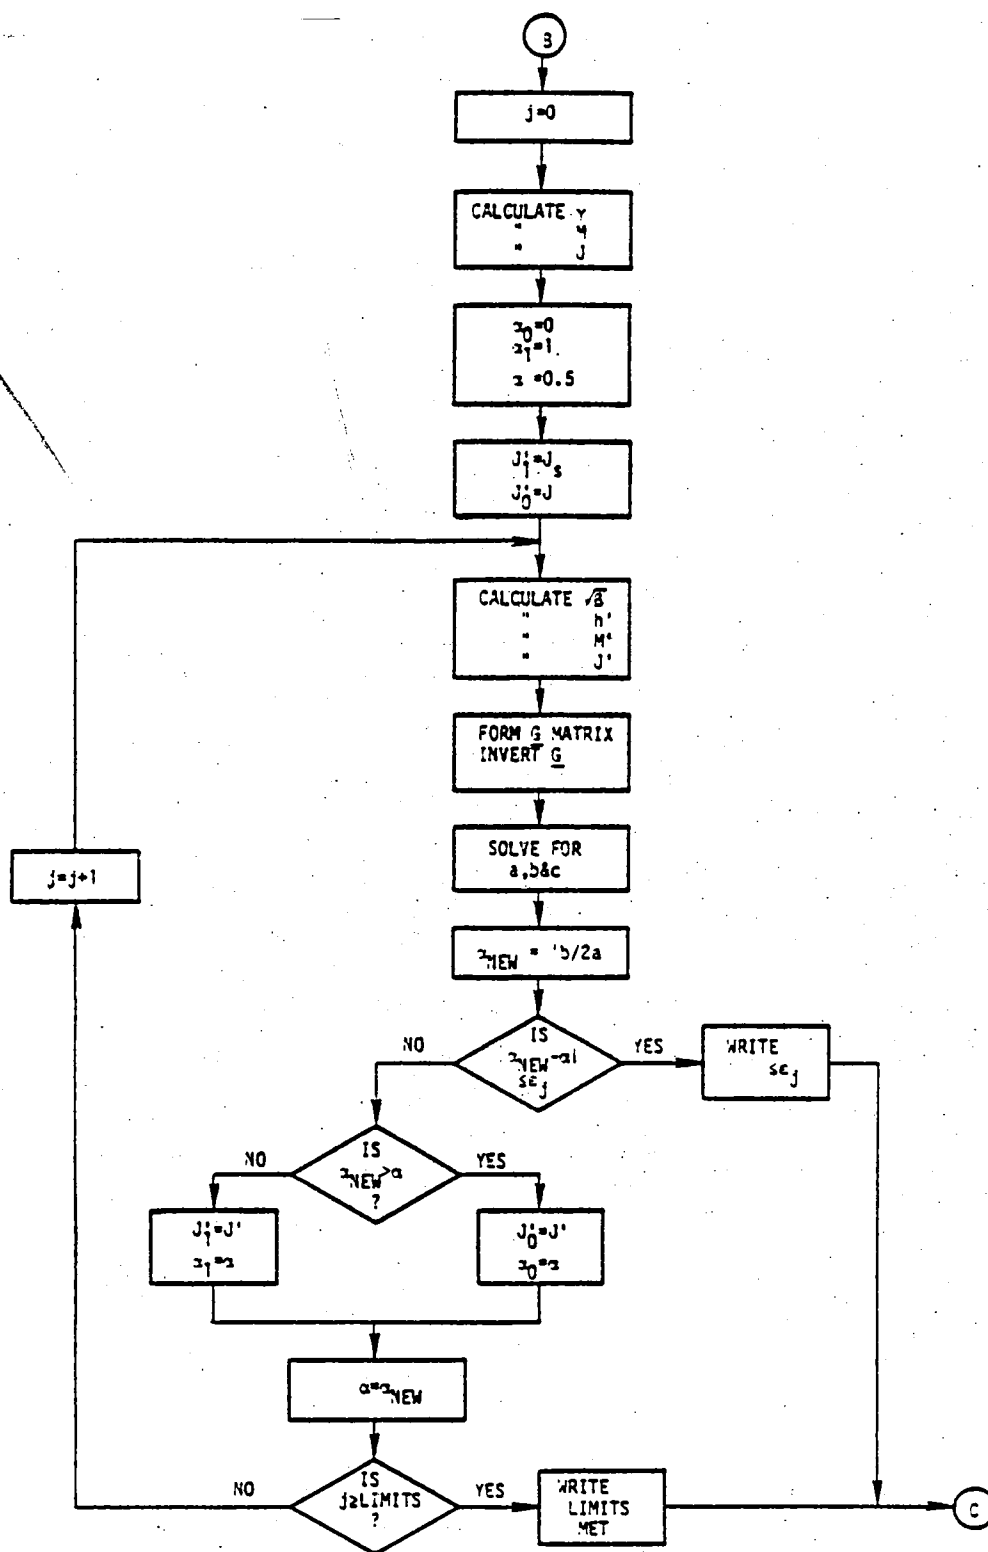 B
j=0
CALCULATE γ
" M
" J
α0=0
α1=1
α =0.5
J'1=Js
J'0=J
CALCULATE √B
" h'
" M'
" J'
FORM G MATRIX
INVERT G
SOLVE FOR
a,b&c
j=j+1
αNEW = 'b/2a
IS
αNEW-α|
≤εj
NO
YES
WRITE
≤εj
IS
αNEW>α
?
NO
YES
J'1=J'
α1=α
J'0=J'
α0=α
α=αNEW
IS
j≥LIMITS
?
NO
YES
WRITE
LIMITS
MET
C